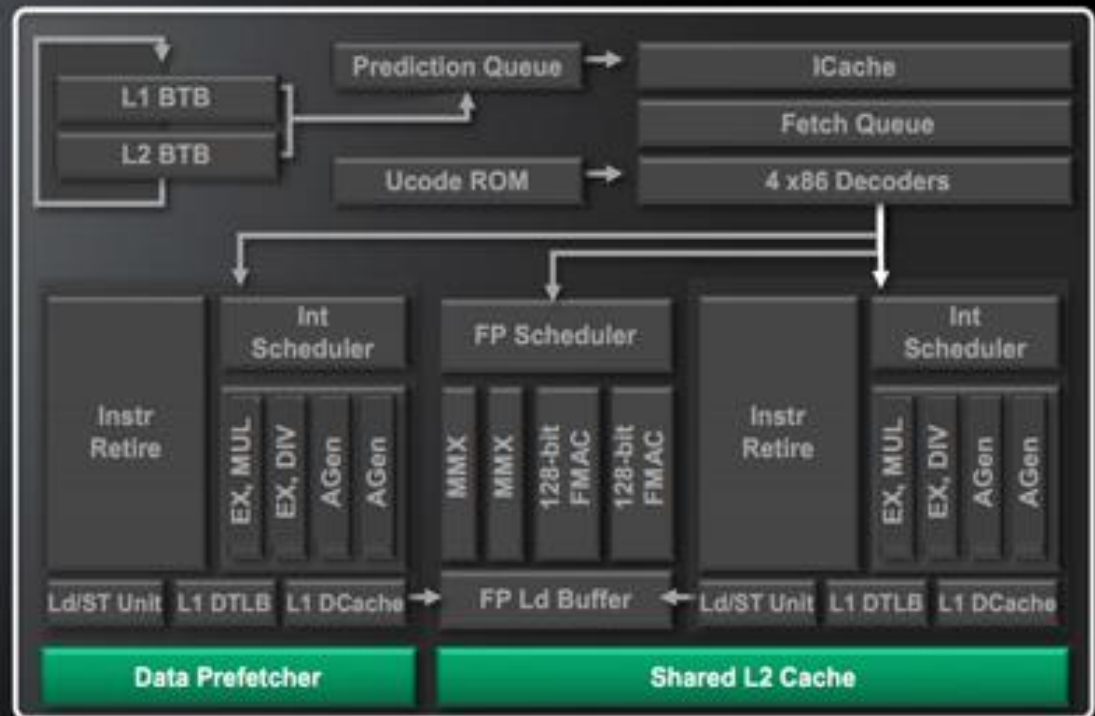 Prediction Queue
ICache
L1 BTB
Fetch Queue
L2 BTB
Ucode ROM
4 x86 Decoders
Int
Scheduler
FP Scheduler
Int
Scheduler
Instr
Retire
EX, MUL
EX, DIV
AGen
AGen
MMX
MMX
128-bit
FMAC
128-bit
FMAC
Instr
Retire
EX, MUL
EX, DIV
AGen
AGen
Ld/ST Unit
L1 DTLB
L1 DCache
FP Ld Buffer
Ld/ST Unit
L1 DTLB
L1 DCache
Data Prefetcher
Shared L2 Cache